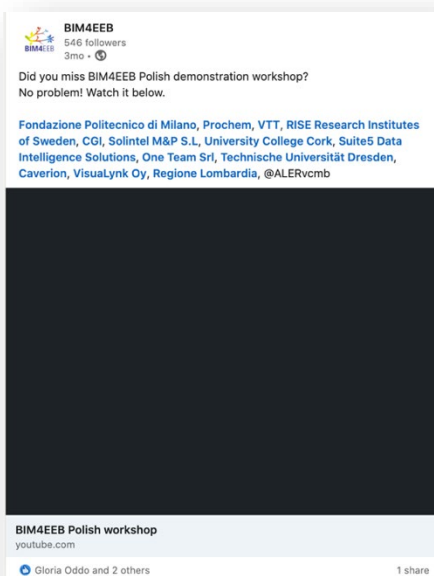 BIM4EEB
BIM4EEB
546 followers
3mo •
Did you miss BIM4EEB Polish demonstration workshop?
No problem! Watch it below.
Fondazione Politecnico di Milano, Prochem, VTT, RISE Research Institutes
of Sweden, CGI, Solintel M&P S.L, University College Cork, Suite5 Data
Intelligence Solutions, One Team Srl, Technische Universität Dresden,
Caverion, VisuaLynk Oy, Regione Lombardia, @ALERvcmb
BIM4EEB Polish workshop
youtube.com
Gloria Oddo and 2 others 1 share